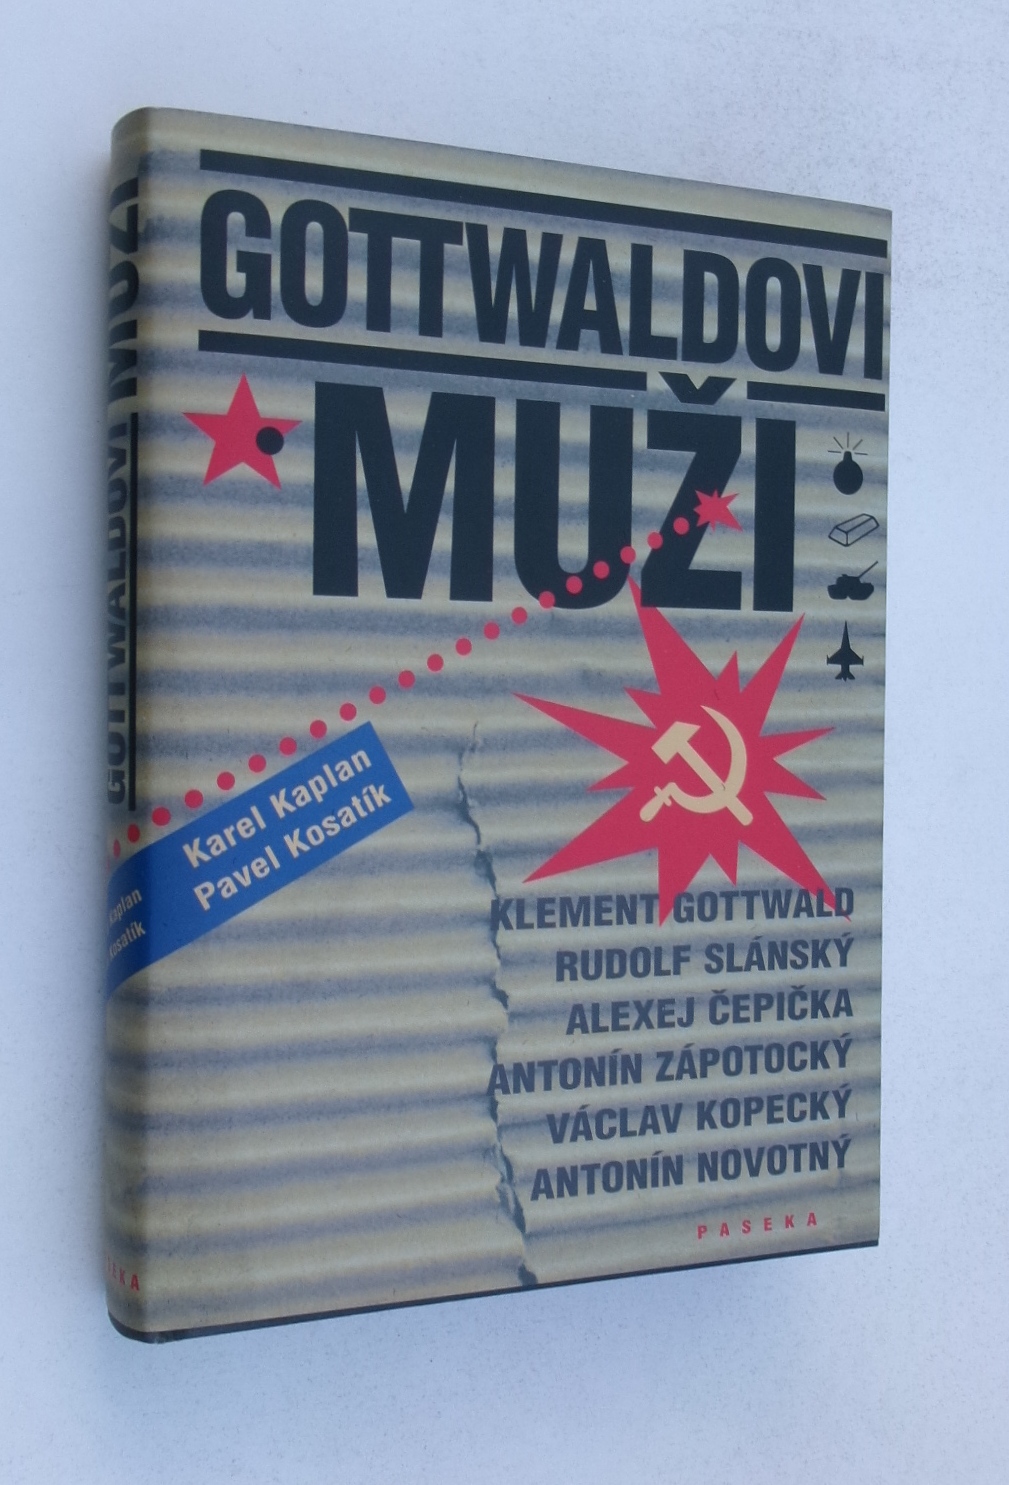 GOTTWALDOVI
MUŽI
Karel Kaplan
Pavel Kosatík
KLEMENT GOTTWALD
RUDOLF SLÁNSKÝ
ALEXEJ ČEPIČKA
ANTONÍN ZÁPOTOCKÝ
VÁCLAV KOPECKÝ
ANTONÍN NOVOTNÝ
PASEKA
GOTTWALDOVI MUŽI
Kaplan
Kosatík